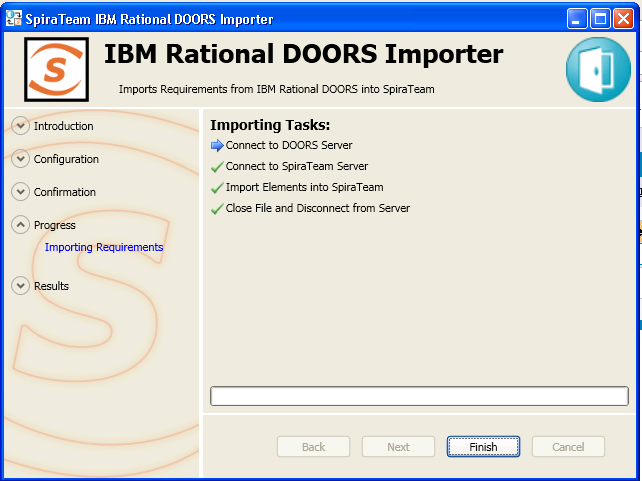 SpiraTeam IBM Rational DOORS Importer
S
IBM Rational DOORS Importer
Imports Requirements from IBM Rational DOORS into SpiraTeam
Introduction
Configuration
Confirmation
Progress
Importing Requirements
Results
Importing Tasks:
Connect to DOORS Server
Connect to SpiraTeam Server
Import Elements into SpiraTeam
Close File and Disconnect from Server
Back
Next
Finish
Cancel